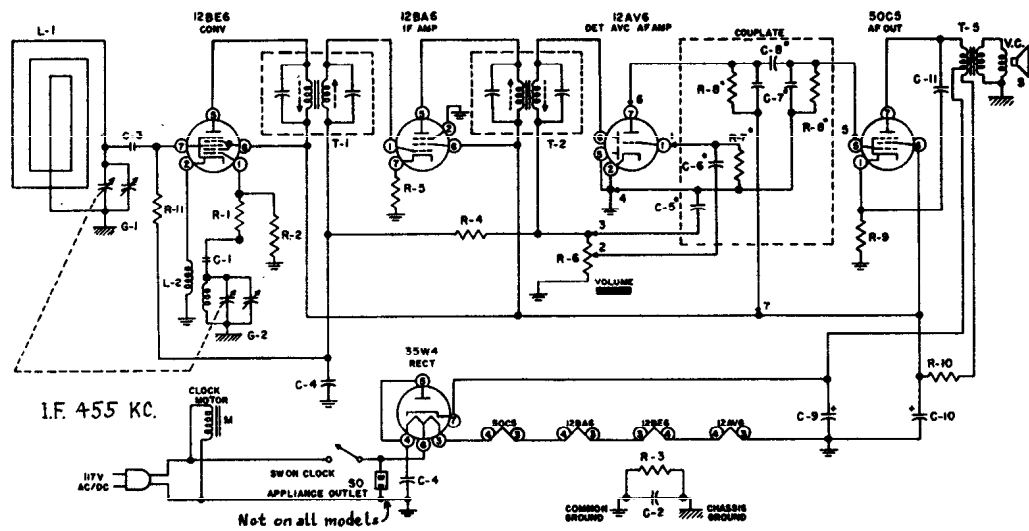 L-1
12BE6
CONV
12BA6
IF AMP
12AV6
DET AVC AF AMP
COUPLATE
50C5
AF OUT
T-5
V.C.
S
C-3
G-1
R-11
L-2
R-1
C-1
R-2
G-2
T-1
R-5
R-4
T-2
R-6
VOLUME
C-5*
C-6*
R-7*
R-8*
C-7*
C-8*
R-8*
C-11
R-9
R-10
C-4
35W4
RECT
C-9
C-10
50C5
12BA6
12BE6
12AV6
I.F. 455 KC.
CLOCK
MOTOR
M
117V
AC/DC
SW ON CLOCK
SO
APPLIANCE OUTLET
C-4
Not on all models
R-3
C-2
COMMON
GROUND
CHASSIS
GROUND